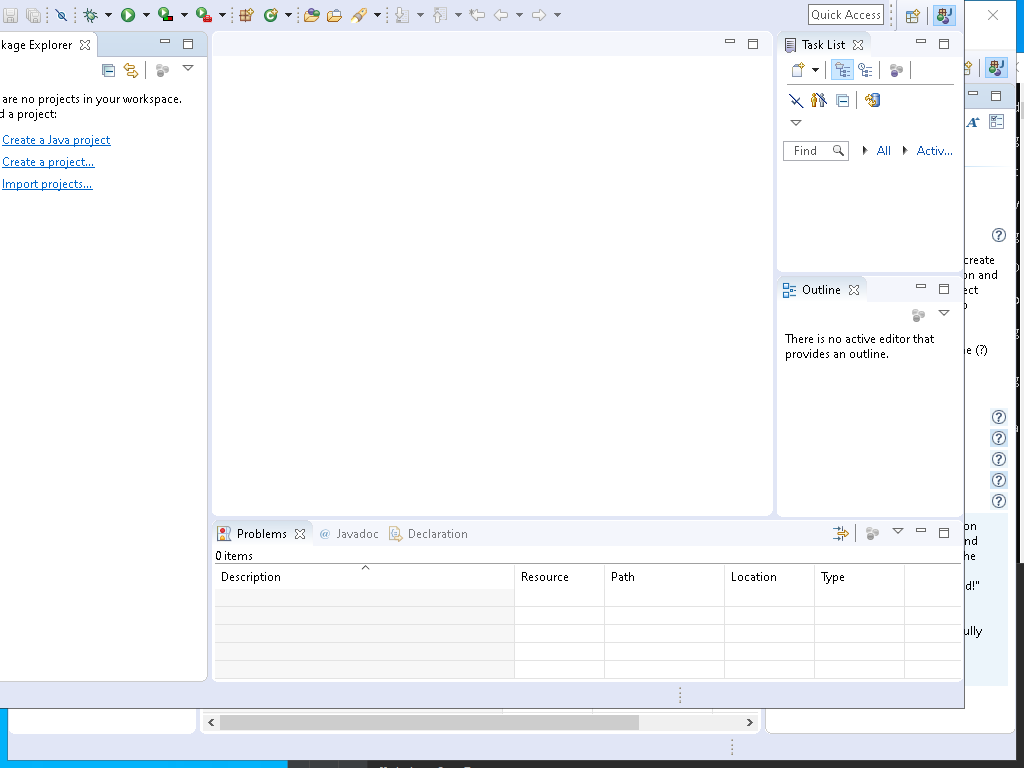 Quick Access
kage Explorer
Task List
are no projects in your workspace.
d a project:
Create a Java project
Create a project...
Import projects...
Find
All
Activ...
create
on and
ect
Outline
There is no active editor that
provides an outline.
e (?)
Problems
@ Javadoc
Declaration
on
nd
he
d!"
ully
0 items
Description
Resource
Path
Location
Type